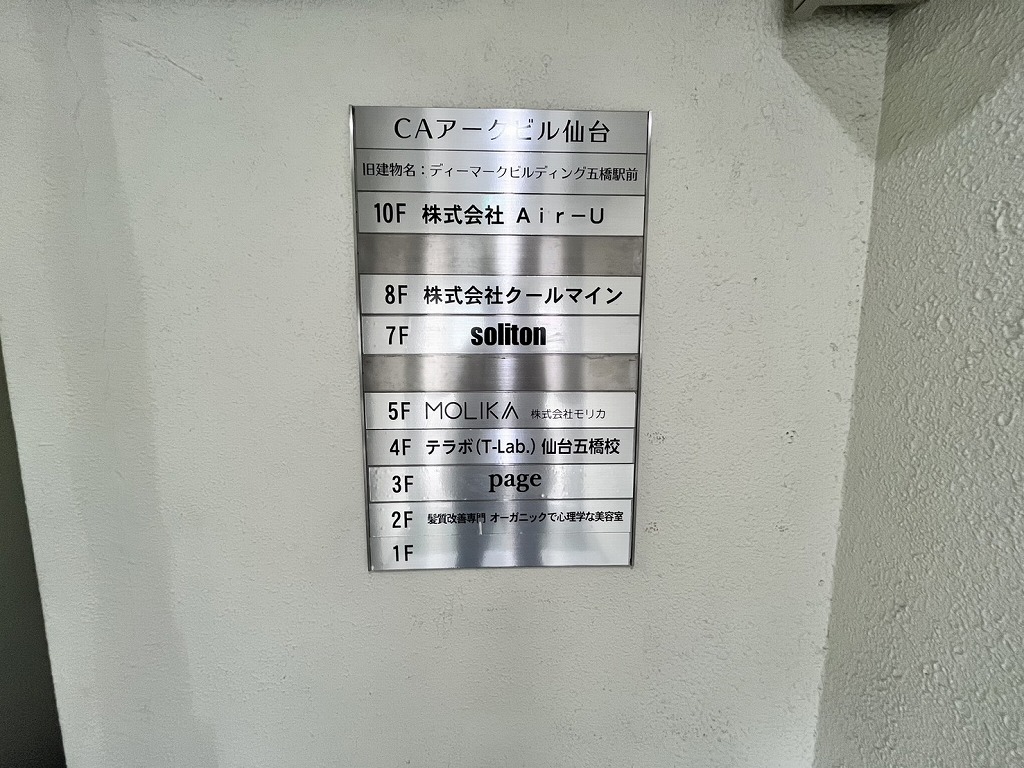 CAアークビル仙台
旧建物名：ディーマークビルディング五橋駅前
10F 株式会社 Ａｉｒ－Ｕ
8F 株式会社クールマイン
7F soliton
5F MOLIKA 株式会社モリカ
4F テラボ(T-Lab.) 仙台五橋校
3F page
2F 髪質改善専門 オーガニックで心理学な美容室
1F